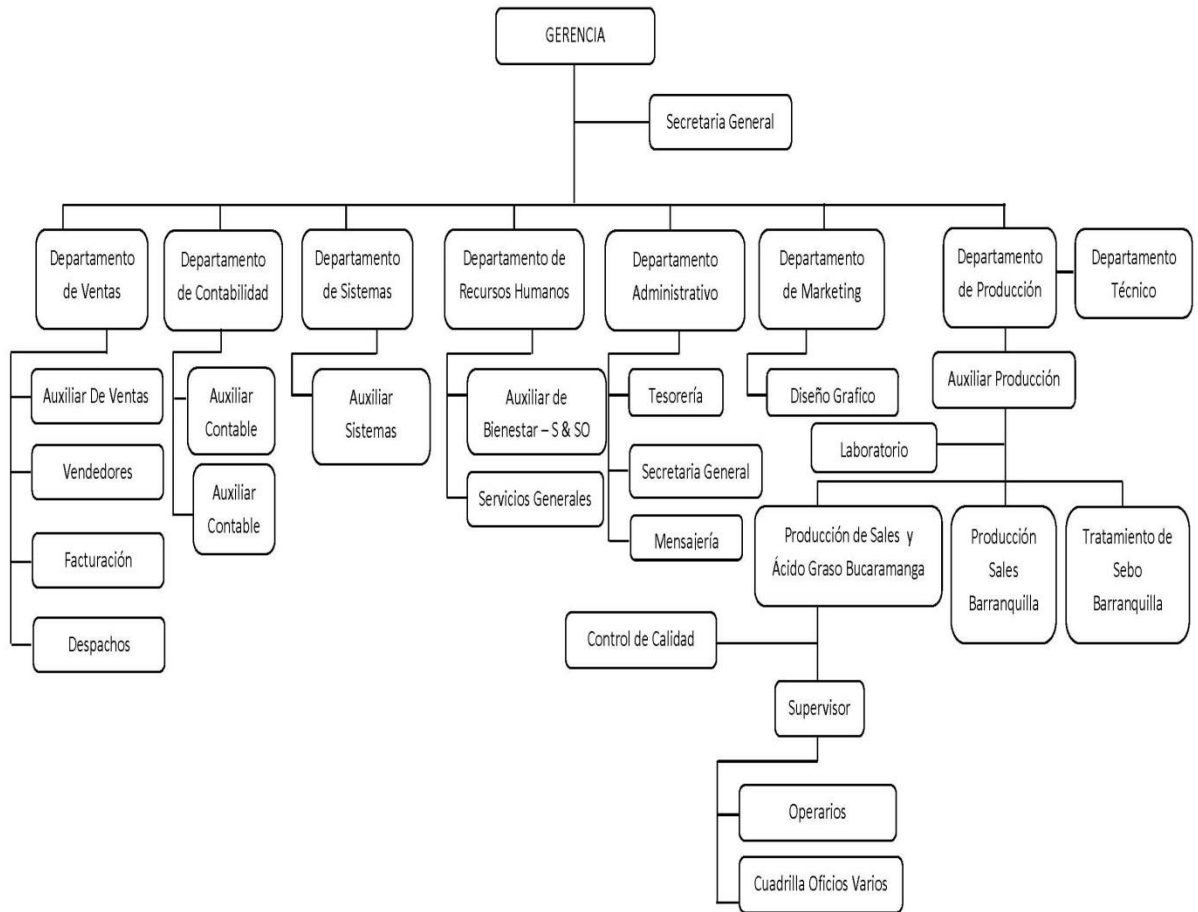 GERENCIA
Secretaria General
Departamento
de Ventas
Departamento
de Contabilidad
Departamento
de Sistemas
Departamento de
Recursos Humanos
Departamento
Administrativo
Departamento
de Marketing
Departamento
de Producción
Departamento
Técnico
Auxiliar De Ventas
Vendedores
Facturación
Despachos
Auxiliar
Contable
Auxiliar
Contable
Auxiliar
Sistemas
Auxiliar de
Bienestar – S & SO
Servicios Generales
Tesorería
Secretaria General
Mensajería
Diseño Grafico
Auxiliar Producción
Laboratorio
Producción de Sales y
Ácido Graso Bucaramanga
Producción
Sales
Barranquilla
Tratamiento de
Sebo
Barranquilla
Control de Calidad
Supervisor
Operarios
Cuadrilla Oficios Varios